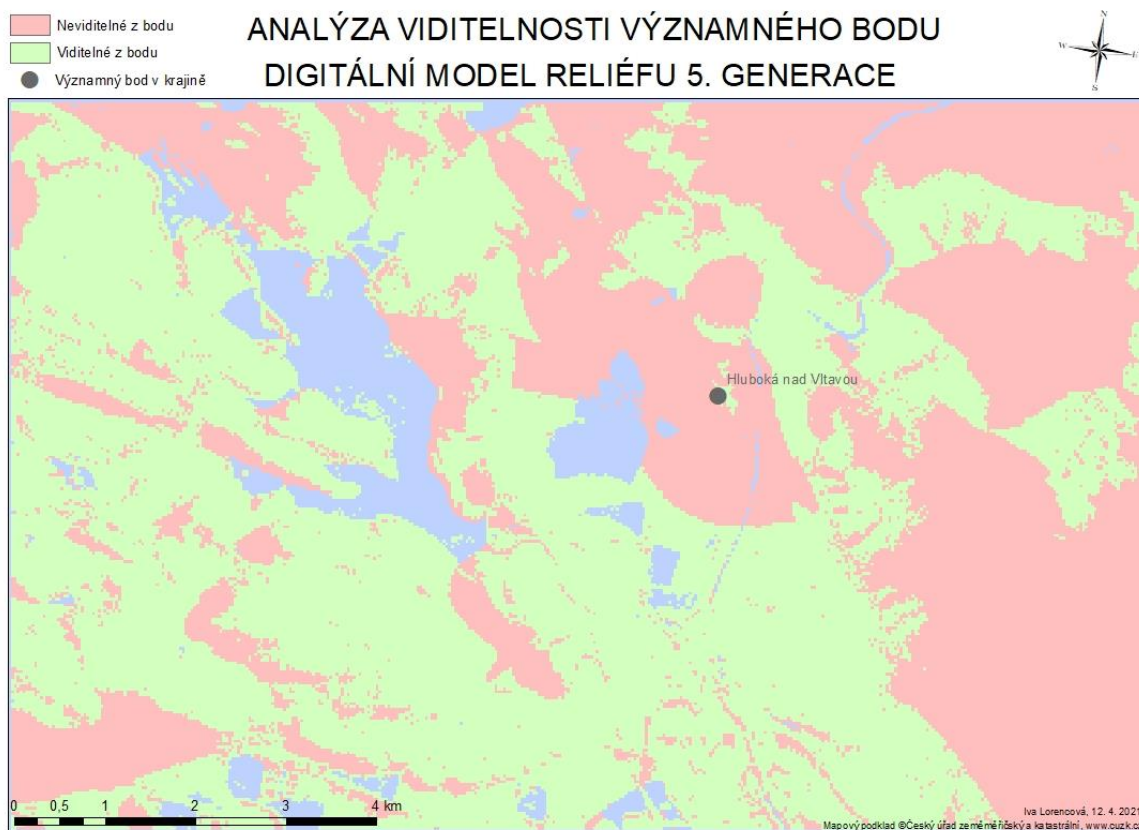 Neviditelné z bodu
Viditelné z bodu
Významný bod v krajině
ANALÝZA VIDITELNOSTI VÝZNAMNÉHO BODU
DIGITÁLNÍ MODEL RELIÉFU 5. GENERACE
N
W
E
S
Hluboká nad Vltavou
0 0,5 1 2 3 4 km
Iva Lorencová, 12. 4. 2021
Mapový podklad ©Český úřad zeměměřičský a katastrální, www.cuzk.cz